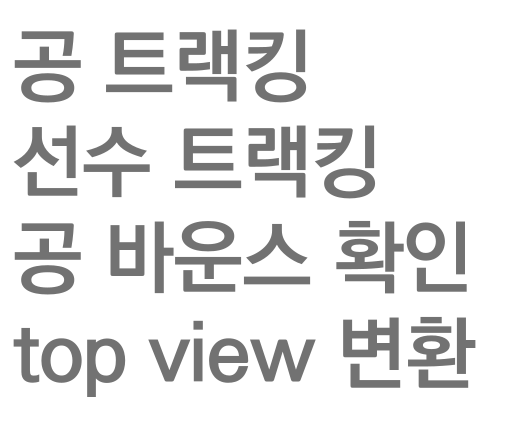 공 트랙킹
선수 트랙킹
공 바운스 확인
top view 변환